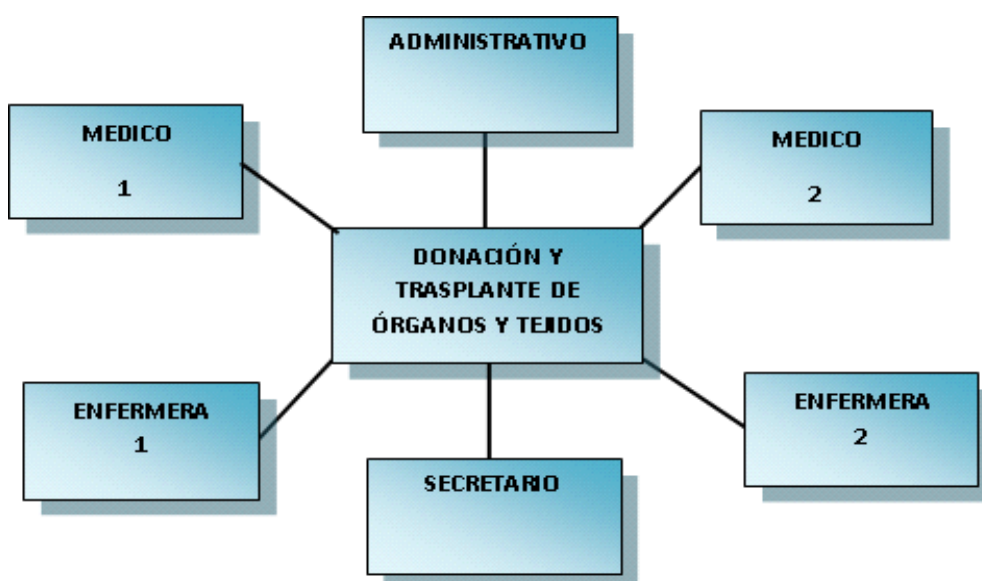 ADMINISTRATIVO
MEDICO
1
MEDICO
2
DONACIÓN Y
TRASPLANTE DE
ÓRGANOS Y TEJIDOS
ENFERMERA
1
ENFERMERA
2
SECRETARIO